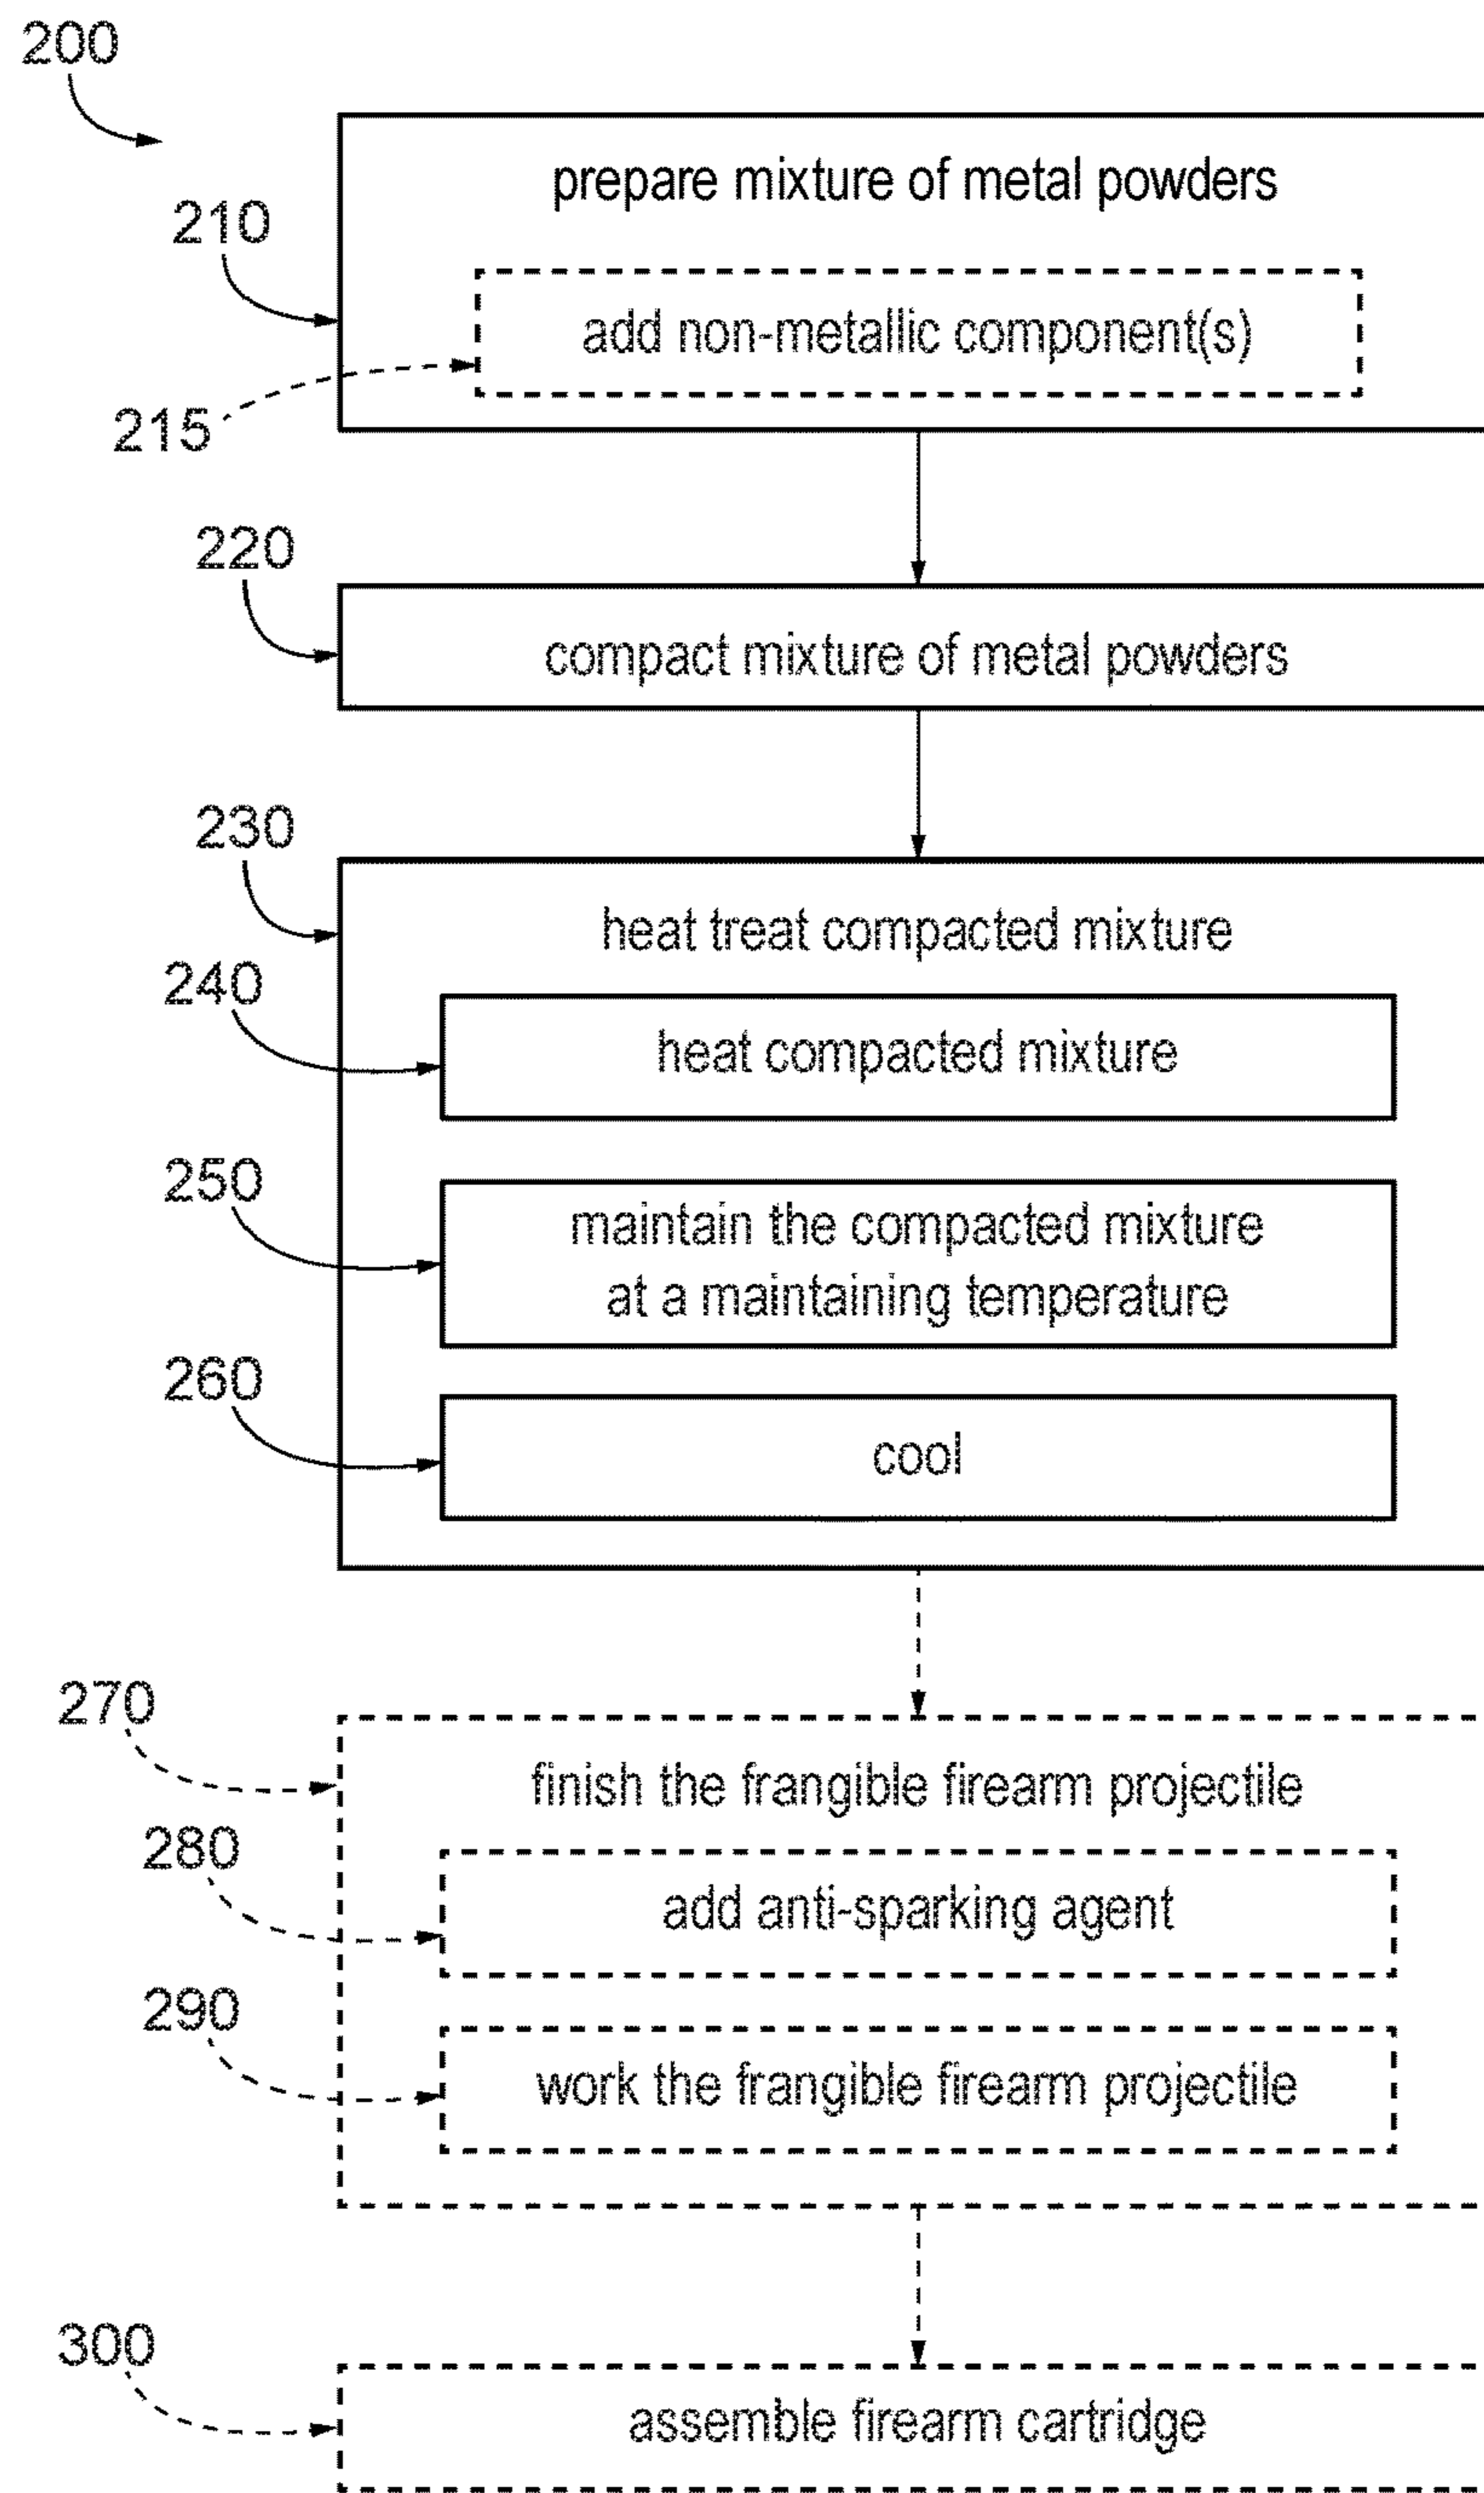 200
prepare mixture of metal powders
210
add non-metallic component(s)
215
220
compact mixture of metal powders
230
heat treat compacted mixture
240
heat compacted mixture
250
maintain the compacted mixture
at a maintaining temperature
260
cool
270
finish the frangible firearm projectile
280
add anti-sparking agent
290
work the frangible firearm projectile
300
assemble firearm cartridge